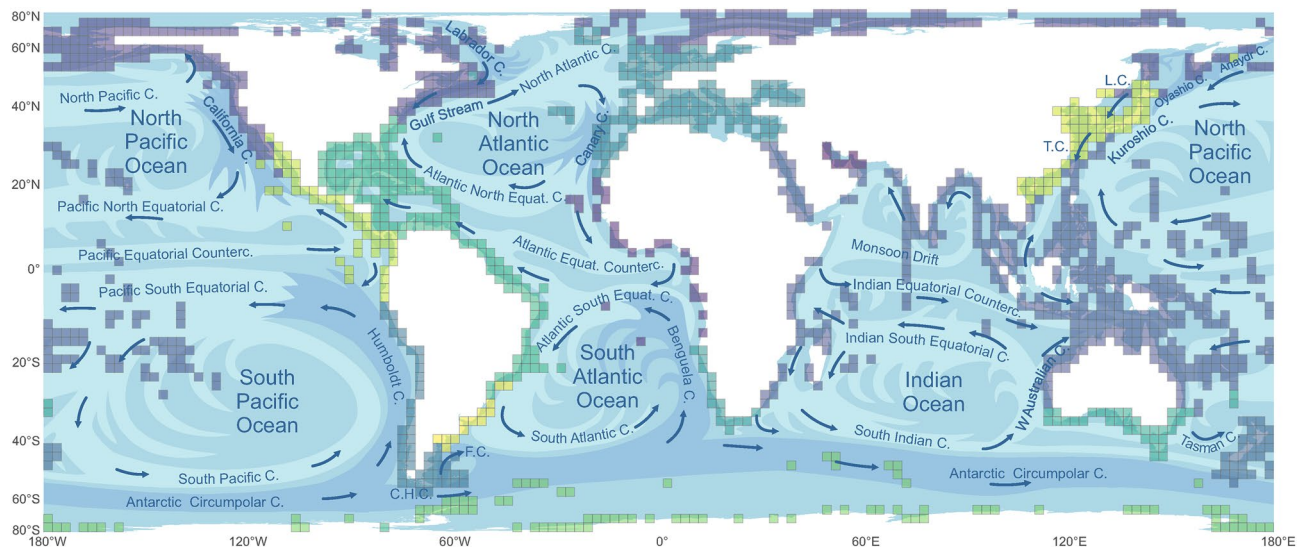 80°N
60°N
40°N
20°N
0°
20°S
40°S
60°S
80°S
180°W
120°W
60°W
0°
60°E
120°E
180°E
Labrador C.
North Atlantic C.
North Pacific C.
North
Pacific
Ocean
California C.
Gulf Stream
North
Atlantic
Ocean
Canary C.
L.C.
Oyashio C.
Anaydr C.
T.C.
Kuroshio C.
North
Pacific
Ocean
Pacific North Equatorial C.
Atlantic North Equat. C.
Pacific Equatorial Counterc.
Atlantic Equat. Counterc.
Monsoon Drift
Pacific South Equatorial C.
Atlantic South Equat. C.
Indian Equatorial Counterc.
Indian South Equatorial C.
Humboldt C.
Benguela C.
South
Atlantic
Ocean
Indian
Ocean
W Australian C.
South
Pacific
Ocean
South Atlantic C.
South Indian C.
Tasman C.
F.C.
South Pacific C.
C.H.C.
Antarctic Circumpolar C.
Antarctic Circumpolar C.